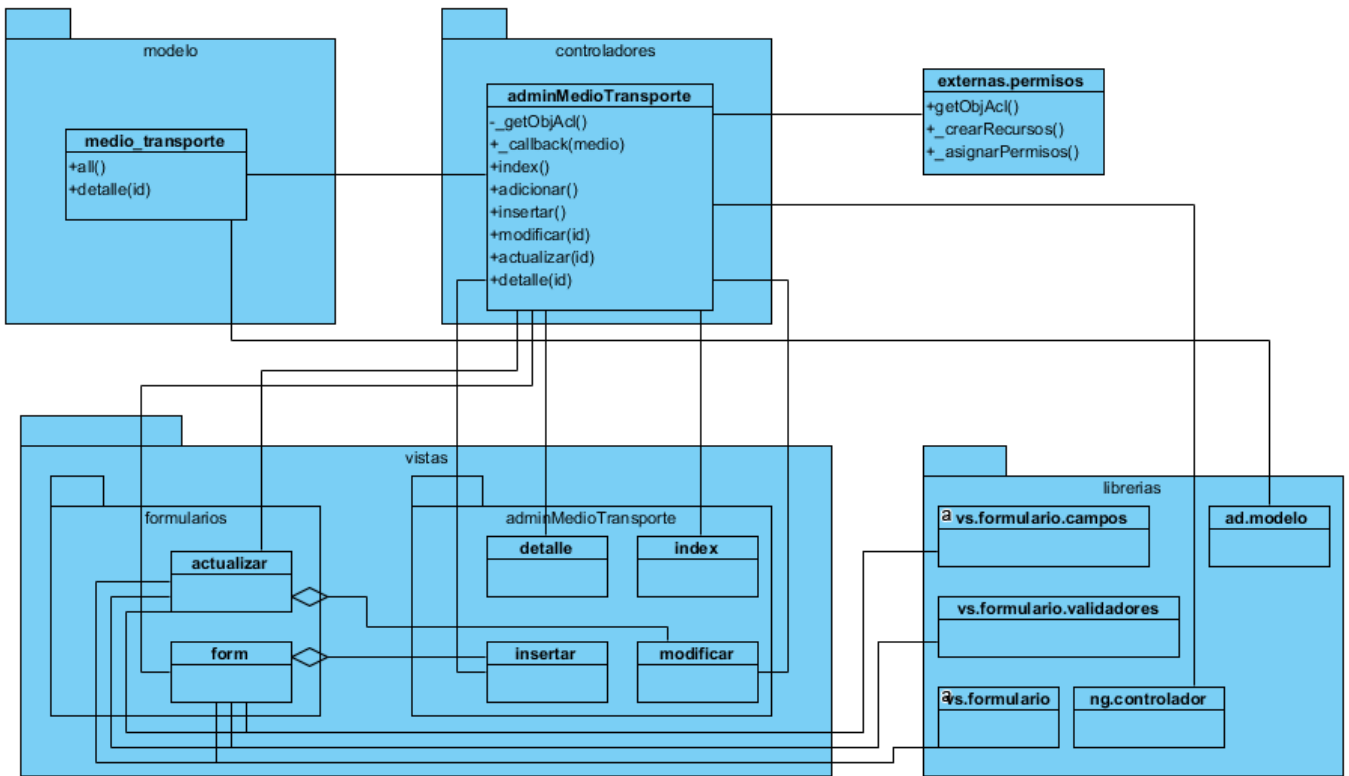 modelo
medio_transporte
+all()
+detalle(id)
controladores
adminMedioTransporte
-_getObjAcl()
+_callback(medio)
+index()
+adicionar()
+insertar()
+modificar(id)
+actualizar(id)
+detalle(id)
externas.permisos
+getObjAcl()
+_crearRecursos()
+_asignarPermisos()
vistas
formularios
actualizar
form
adminMedioTransporte
detalle
index
insertar
modificar
librerias
a vs.formulario.campos
ad.modelo
vs.formulario.validadores
a vs.formulario
ng.controlador